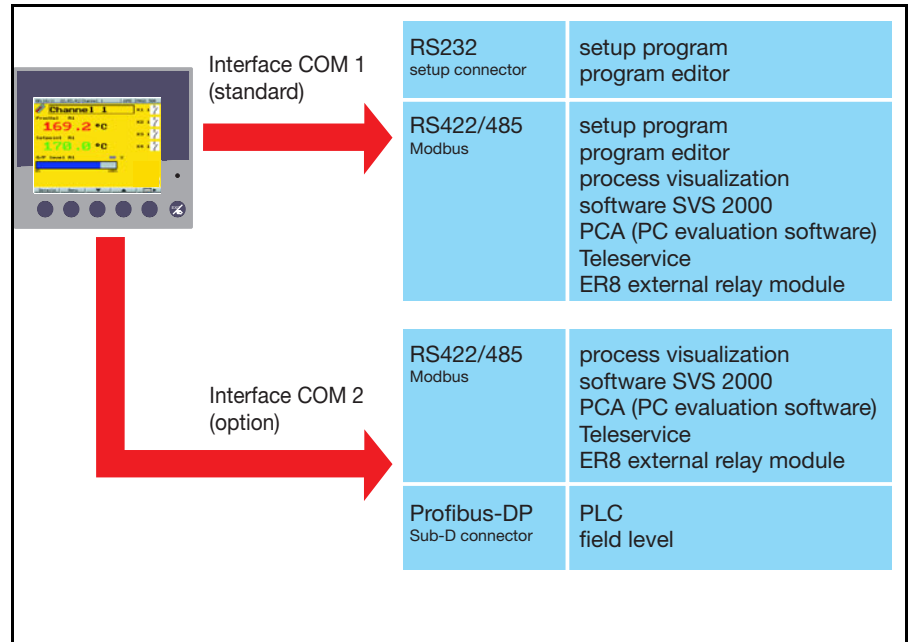 Channel 1
169.2 °C
170.0 °C
Interface COM 1
(standard)
RS232
setup connector
setup program
program editor
RS422/485
Modbus
setup program
program editor
process visualization
software SVS 2000
PCA (PC evaluation software)
Teleservice
ER8 external relay module
Interface COM 2
(option)
RS422/485
Modbus
process visualization
software SVS 2000
PCA (PC evaluation software)
Teleservice
ER8 external relay module
Profibus-DP
Sub-D connector
PLC
field level